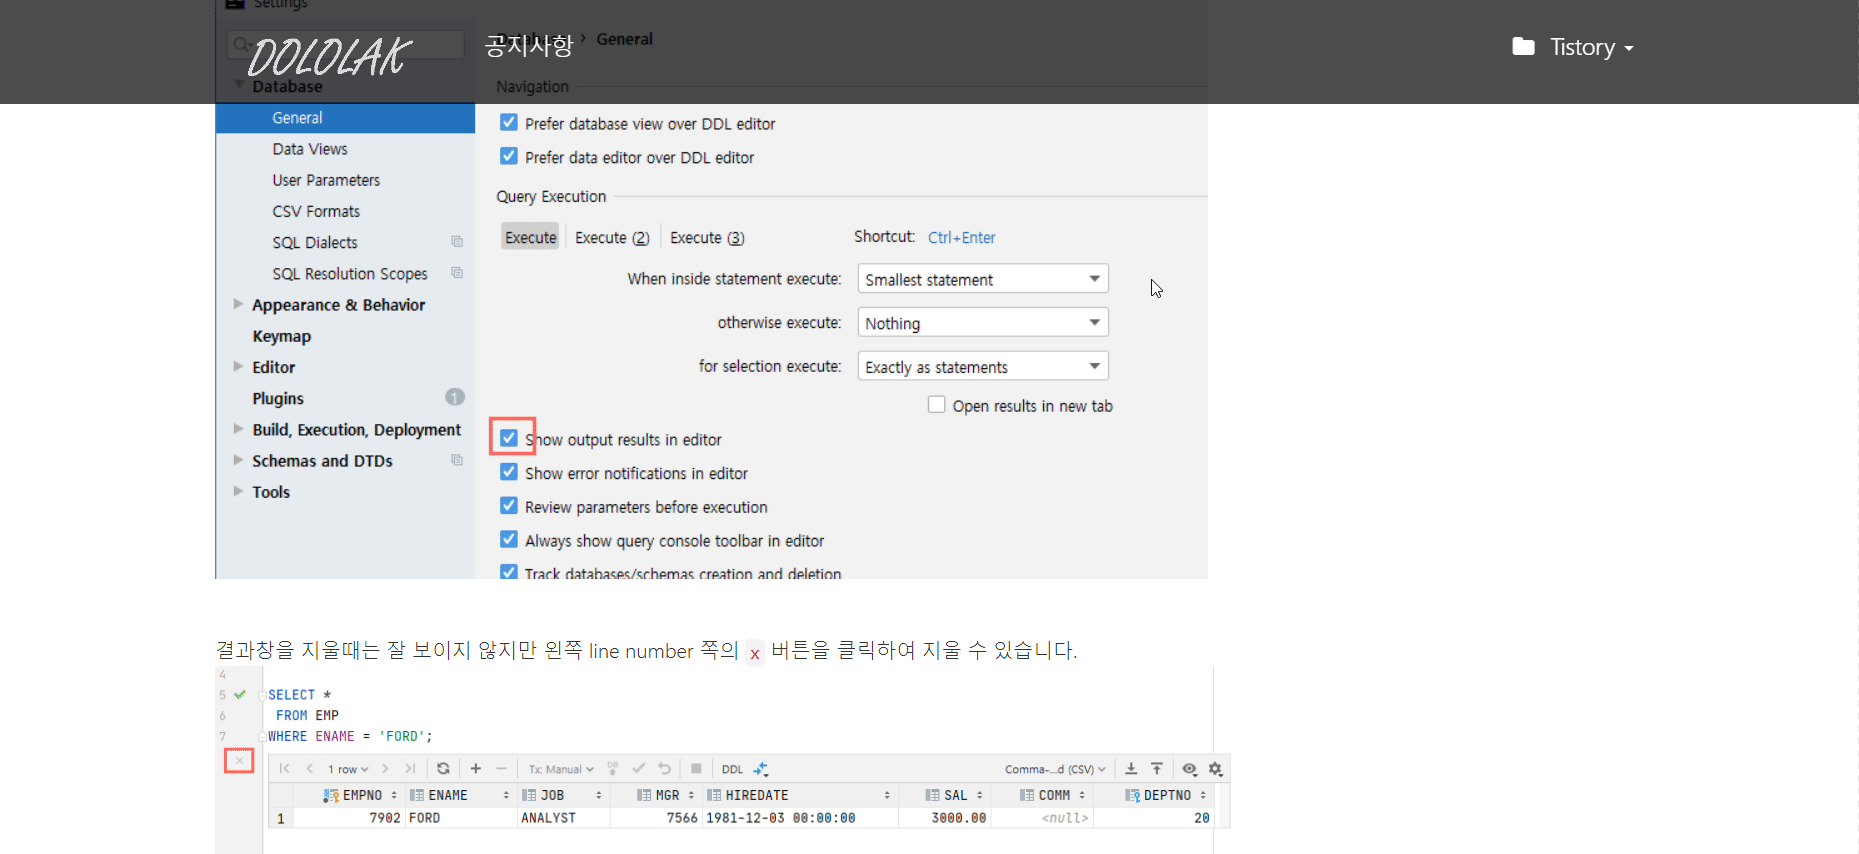 Settings
DOLOLAK
공지사항
› General
Tistory
Database
Navigation
General
Prefer database view over DDL editor
Data Views
Prefer data editor over DDL editor
User Parameters
Query Execution
CSV Formats
Execute Execute (2) Execute (3) Shortcut: Ctrl+Enter
SQL Dialects
SQL Resolution Scopes
When inside statement execute: Smallest statement
Appearance & Behavior
otherwise execute: Nothing
Keymap
Editor
for selection execute: Exactly as statements
Plugins 1
Open results in new tab
Build, Execution, Deployment
Show output results in editor
Schemas and DTDs
Show error notifications in editor
Tools
Review parameters before execution
Always show query console toolbar in editor
Track databases/schemas creation and deletion
결과창을 지울때는 잘 보이지 않지만 왼쪽 line number 쪽의 x 버튼을 클릭하여 지울 수 있습니다.
4
5 SELECT *
6 FROM EMP
7 WHERE ENAME = 'FORD';
1 row Tx: Manual DB DDL Comma-...d (CSV)
EMPNO ENAME JOB MGR HIREDATE SAL COMM DEPTNO
1 7902 FORD ANALYST 7566 1981-12-03 00:00:00 3000.00 <null> 20